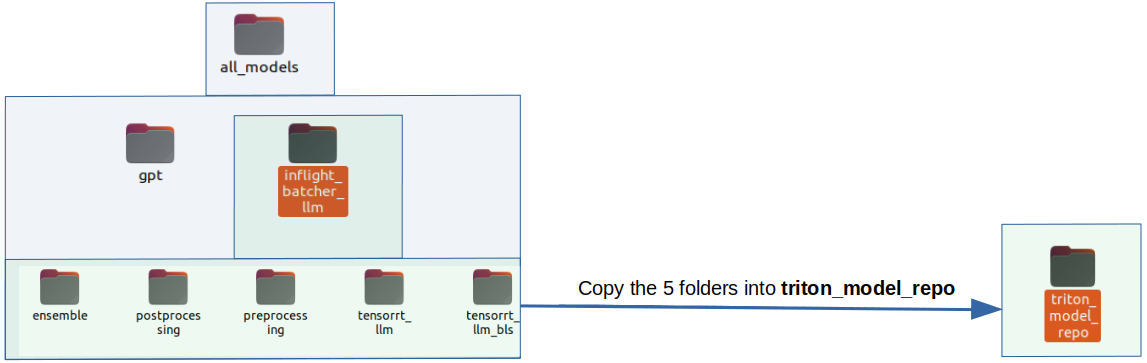 all_models
gpt
inflight_
batcher_
llm
ensemble
postproces
sing
preprocess
ing
tensorrt_
llm
tensorrt_
llm_bls
Copy the 5 folders into triton_model_repo
triton_
model_
repo